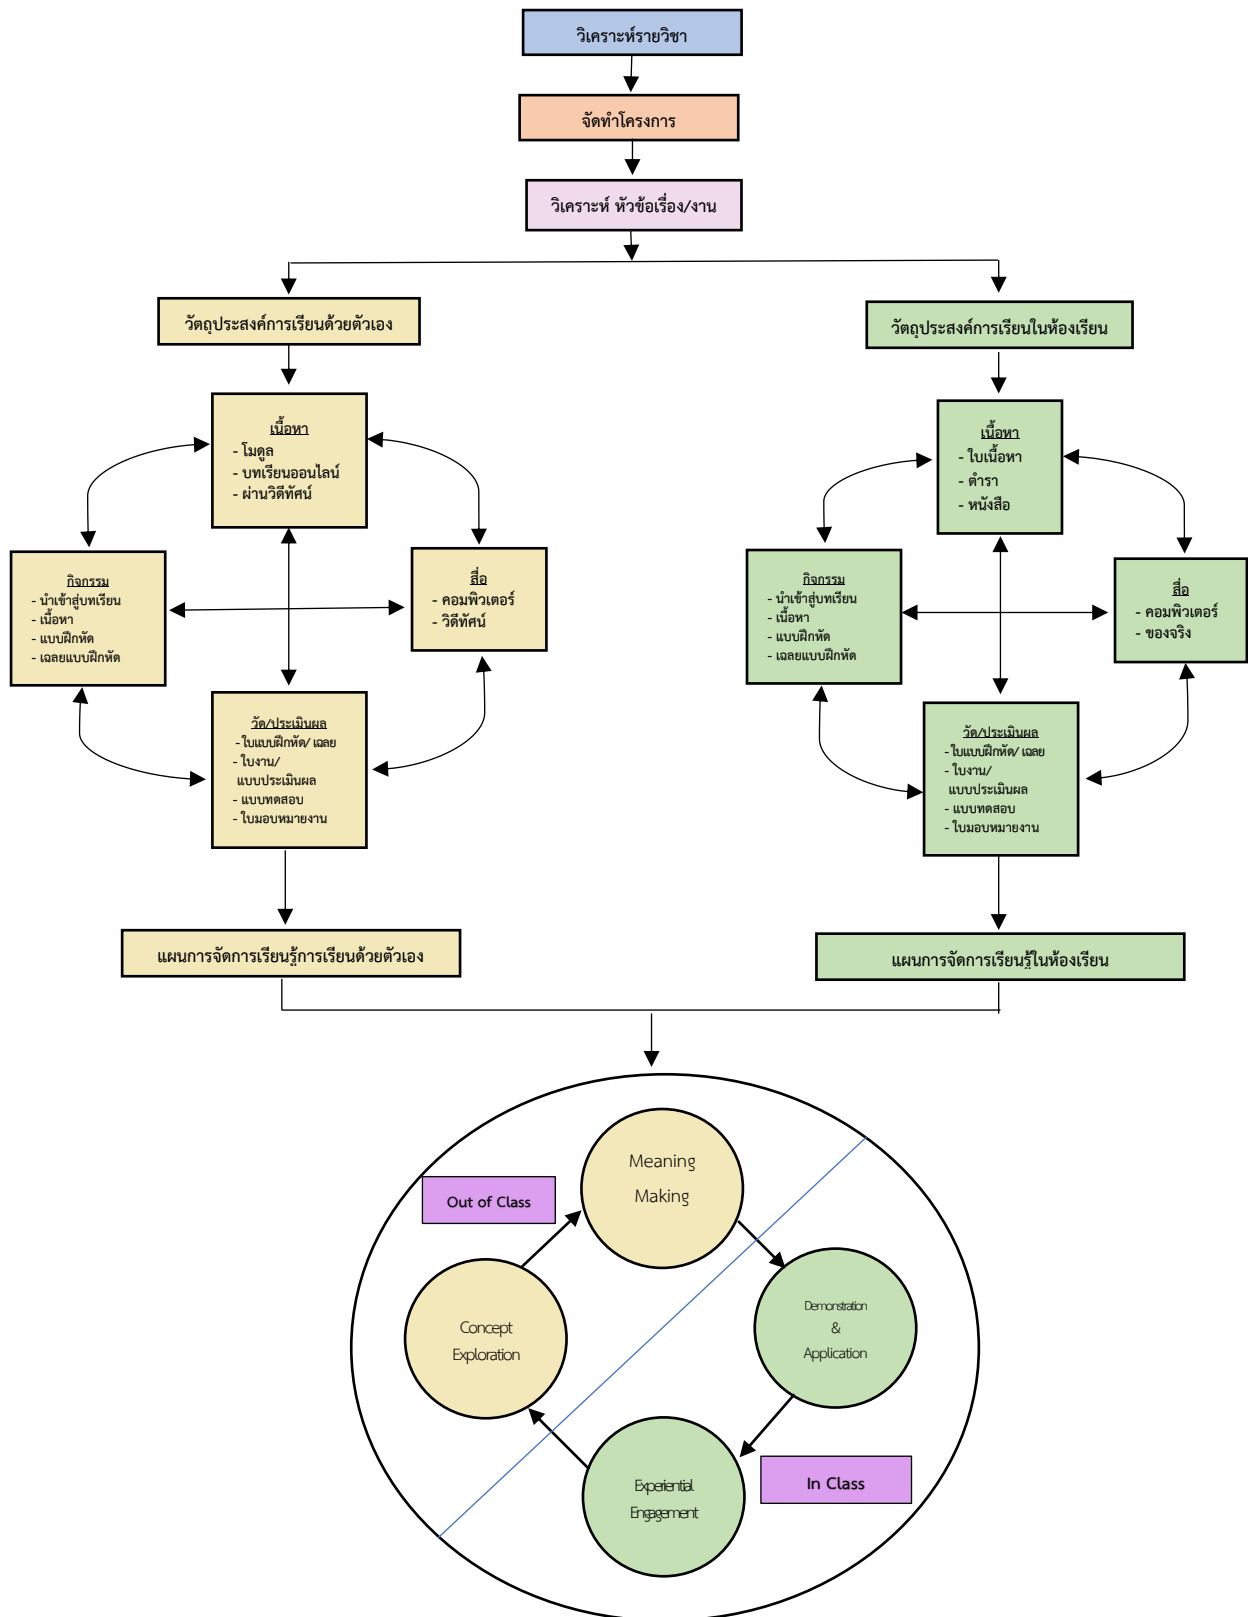 วิเคราะห์รายวิชา
จัดทำโครงการ
วิเคราะห์ หัวข้อเรื่อง/งาน
วัตถุประสงค์การเรียนด้วยตัวเอง
เนื้อหา
- โมดูล
- บทเรียนออนไลน์
- ผ่านวิดีทัศน์
กิจกรรม
- นำเข้าสู่บทเรียน
- เนื้อหา
- แบบฝึกหัด
- เฉลยแบบฝึกหัด
สื่อ
- คอมพิวเตอร์
- วิดีทัศน์
วัด/ประเมินผล
- ใบแบบฝึกหัด/ เฉลย
- ใบงาน/
แบบประเมินผล
- แบบทดสอบ
- ใบมอบหมายงาน
แผนการจัดการเรียนรู้การเรียนด้วยตัวเอง
วัตถุประสงค์การเรียนในห้องเรียน
เนื้อหา
- ใบเนื้อหา
- ตำรา
- หนังสือ
กิจกรรม
- นำเข้าสู่บทเรียน
- เนื้อหา
- แบบฝึกหัด
- เฉลยแบบฝึกหัด
สื่อ
- คอมพิวเตอร์
- ของจริง
วัด/ประเมินผล
- ใบแบบฝึกหัด/ เฉลย
- ใบงาน/
แบบประเมินผล
- แบบทดสอบ
- ใบมอบหมายงาน
แผนการจัดการเรียนรู้ในห้องเรียน
Meaning
Making
Out of Class
Concept
Exploration
Demonstration
&
Application
Experiential
Engagement
In Class